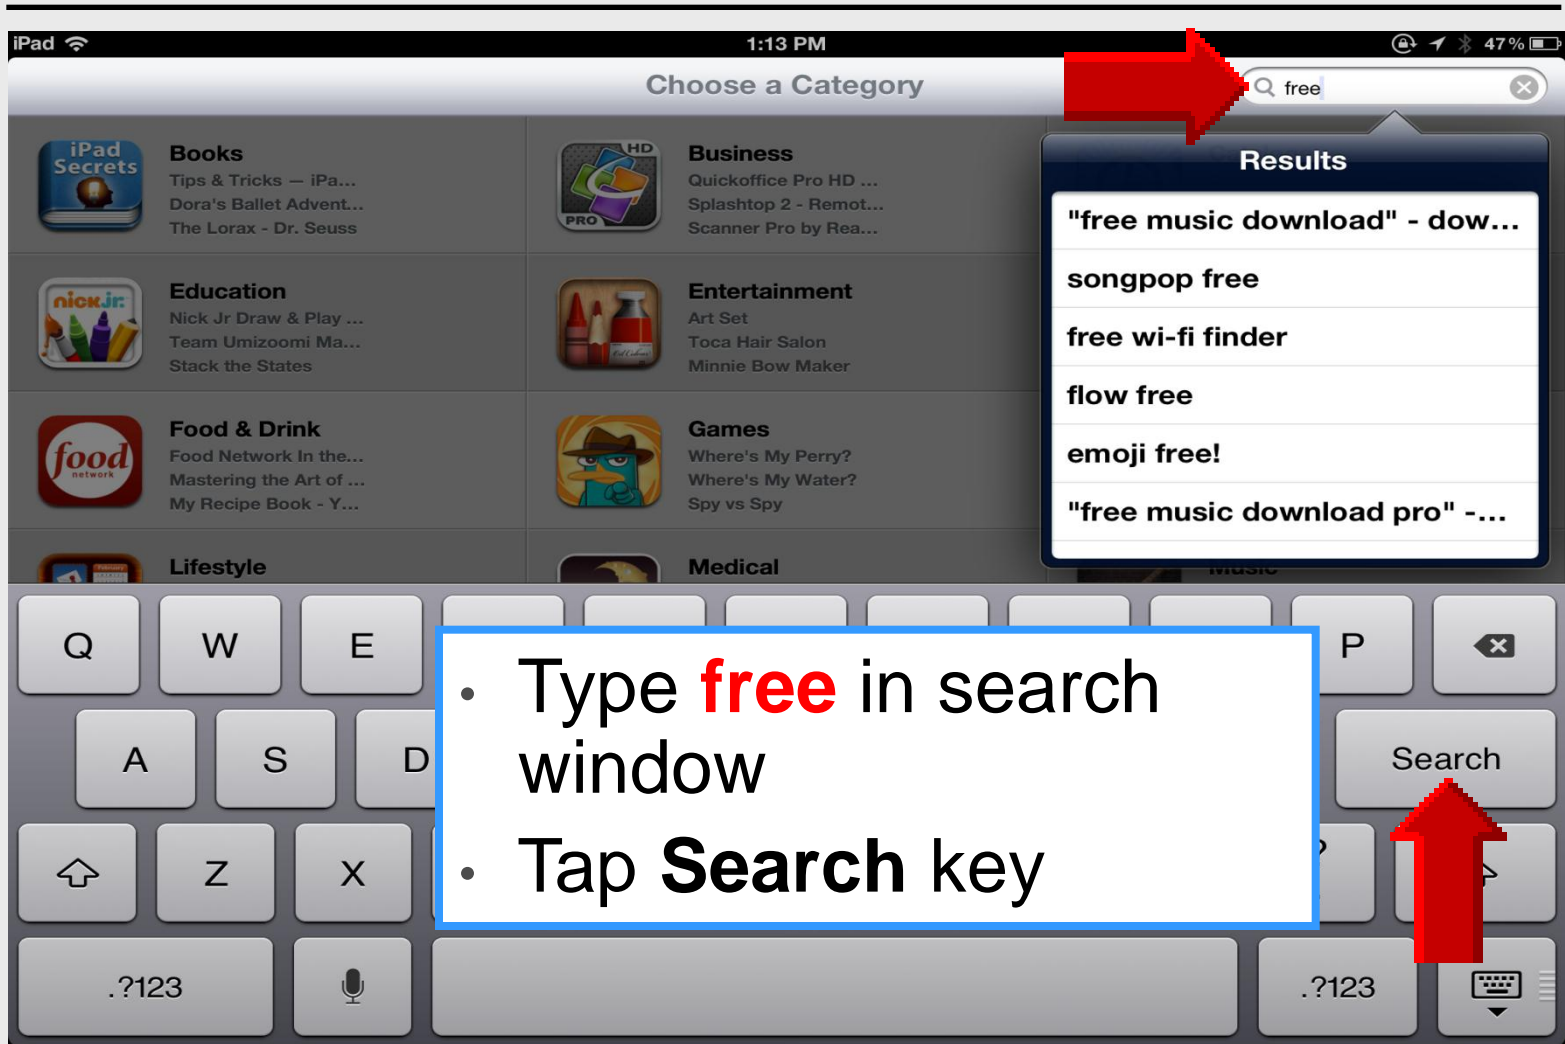 iPad
1:13 PM
47%
Choose a Category
free
iPad
Secrets
Books
Tips & Tricks — iPa...
Dora's Ballet Advent...
The Lorax - Dr. Seuss
HD
PRO
Business
Quickoffice Pro HD ...
Splashtop 2 - Remot...
Scanner Pro by Rea...
Results
"free music download" - dow...
songpop free
free wi-fi finder
flow free
emoji free!
"free music download pro" -...
nick jr.
Education
Nick Jr Draw & Play ...
Team Umizoomi Ma...
Stack the States
Entertainment
Art Set
Toca Hair Salon
Minnie Bow Maker
food
network
Food & Drink
Food Network In the...
Mastering the Art of ...
My Recipe Book - Y...
Games
Where's My Perry?
Where's My Water?
Spy vs Spy
February
Lifestyle
Medical
Music
Q W E P
A S D Search
Z X ?
.?123 .?123
• Type free in search
window
• Tap Search key